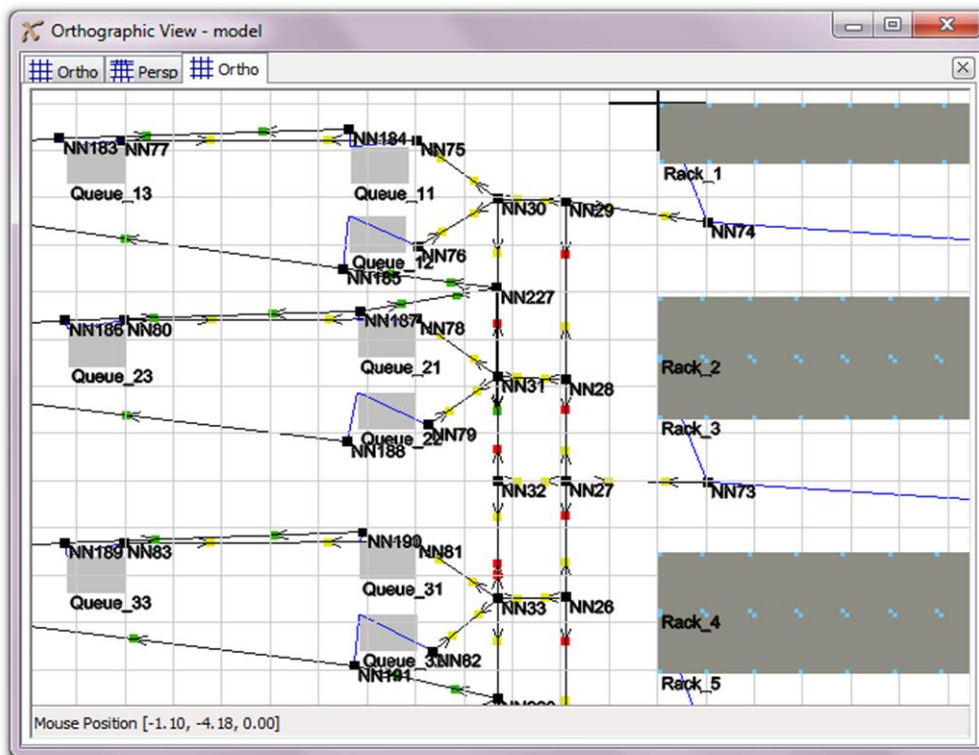 Orthographic View - model
Ortho Persp Ortho
NN183 NN77 NN184 NN75
Rack_1
Queue_13 Queue_11
NN30 NN29
NN74
NN76
Queue_12
NN185
NN227
NN186 NN80 NN187 NN78
Queue_23 Queue_21 Rack_2
NN31 NN28
Rack_3
Queue_22 NN79
NN188
NN32 NN27 NN73
NN189 NN83 NN190 NN81
Queue_33 Queue_31
NN33 NN26
Rack_4
NN82
NN191
Rack_5
Mouse Position [-1.10, -4.18, 0.00]